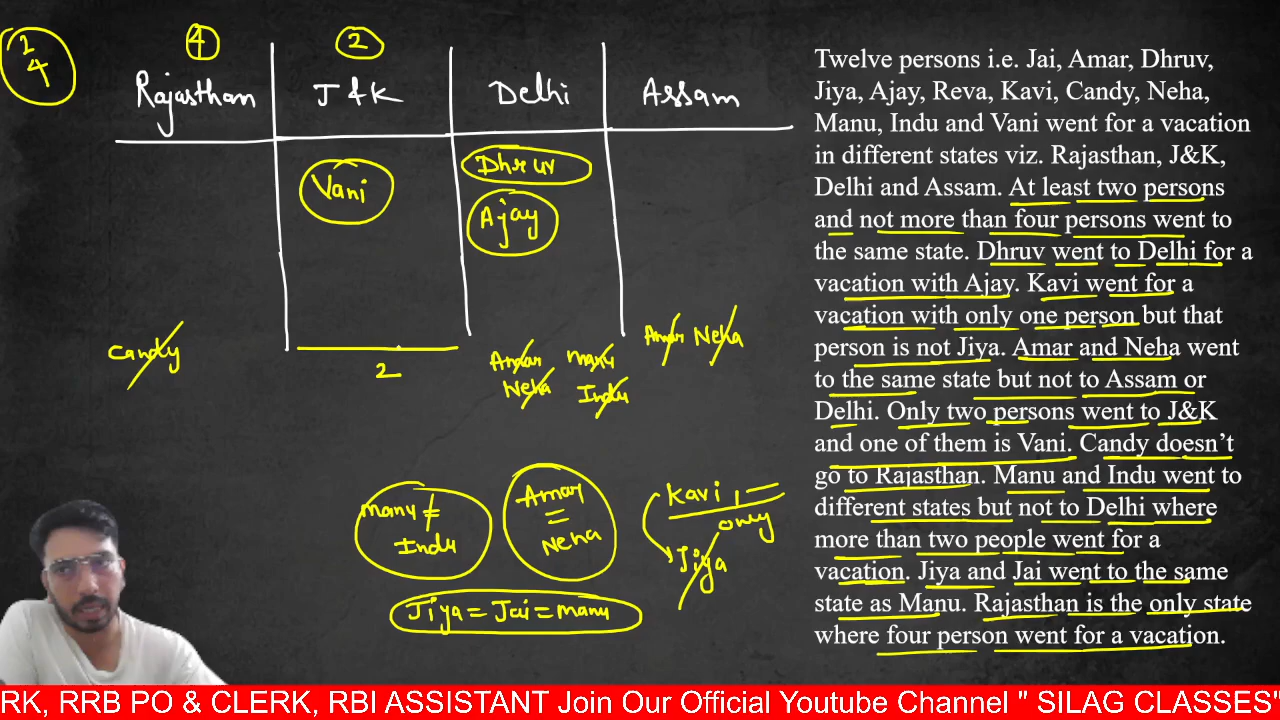 1
4
4
2
Rajasthan J & K Delhi Assam
Vani
Dhruv
Ajay
Candy
2
Amar Manu
Neha Indu
Amar Neha
Manu ≠
Indu
Amar
=
Neha
Kavi, =
only
Jiya
Jiya = Jai = Manu
Twelve persons i.e. Jai, Amar, Dhruv,
Jiya, Ajay, Reva, Kavi, Candy, Neha,
Manu, Indu and Vani went for a vacation
in different states viz. Rajasthan, J&K,
Delhi and Assam. At least two persons
and not more than four persons went to
the same state. Dhruv went to Delhi for a
vacation with Ajay. Kavi went for a
vacation with only one person but that
person is not Jiya. Amar and Neha went
to the same state but not to Assam or
Delhi. Only two persons went to J&K
and one of them is Vani. Candy doesn’t
go to Rajasthan. Manu and Indu went to
different states but not to Delhi where
more than two people went for a
vacation. Jiya and Jai went to the same
state as Manu. Rajasthan is the only state
where four person went for a vacation.
RK, RRB PO & CLERK, RBI ASSISTANT Join Our Official Youtube Channel " SILAG CLASSES"